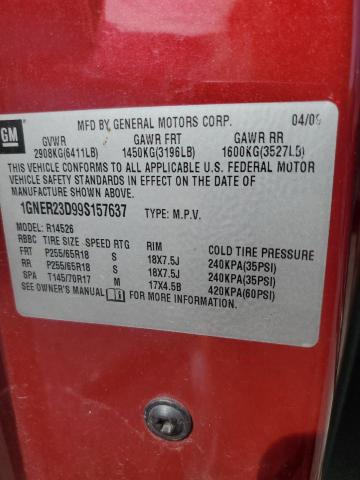 GM
MFD BY GENERAL MOTORS CORP. 04/09
GVWR GAWR FRT GAWR RR
2908KG(6411LB) 1450KG(3196LB) 1600KG(3527LB)
THIS VEHICLE CONFORMS TO ALL APPLICABLE U.S. FEDERAL MOTOR
VEHICLE SAFETY STANDARDS IN EFFECT ON THE DATE OF
MANUFACTURE SHOWN ABOVE.
1GNER23D99S157637 TYPE: M.P.V.
MODEL: R14526
RBBC TIRE SIZE SPEED RTG RIM COLD TIRE PRESSURE
FRT P255/65R18 S 18X7.5J 240KPA(35PSI)
RR P255/65R18 S 18X7.5J 240KPA(35PSI)
SPA T145/70R17 M 17X4.5B 420KPA(60PSI)
SEE OWNER'S MANUAL FOR MORE INFORMATION